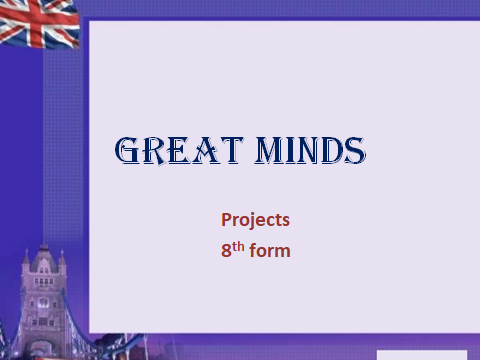 GREAT MINDS
Projects
8th form